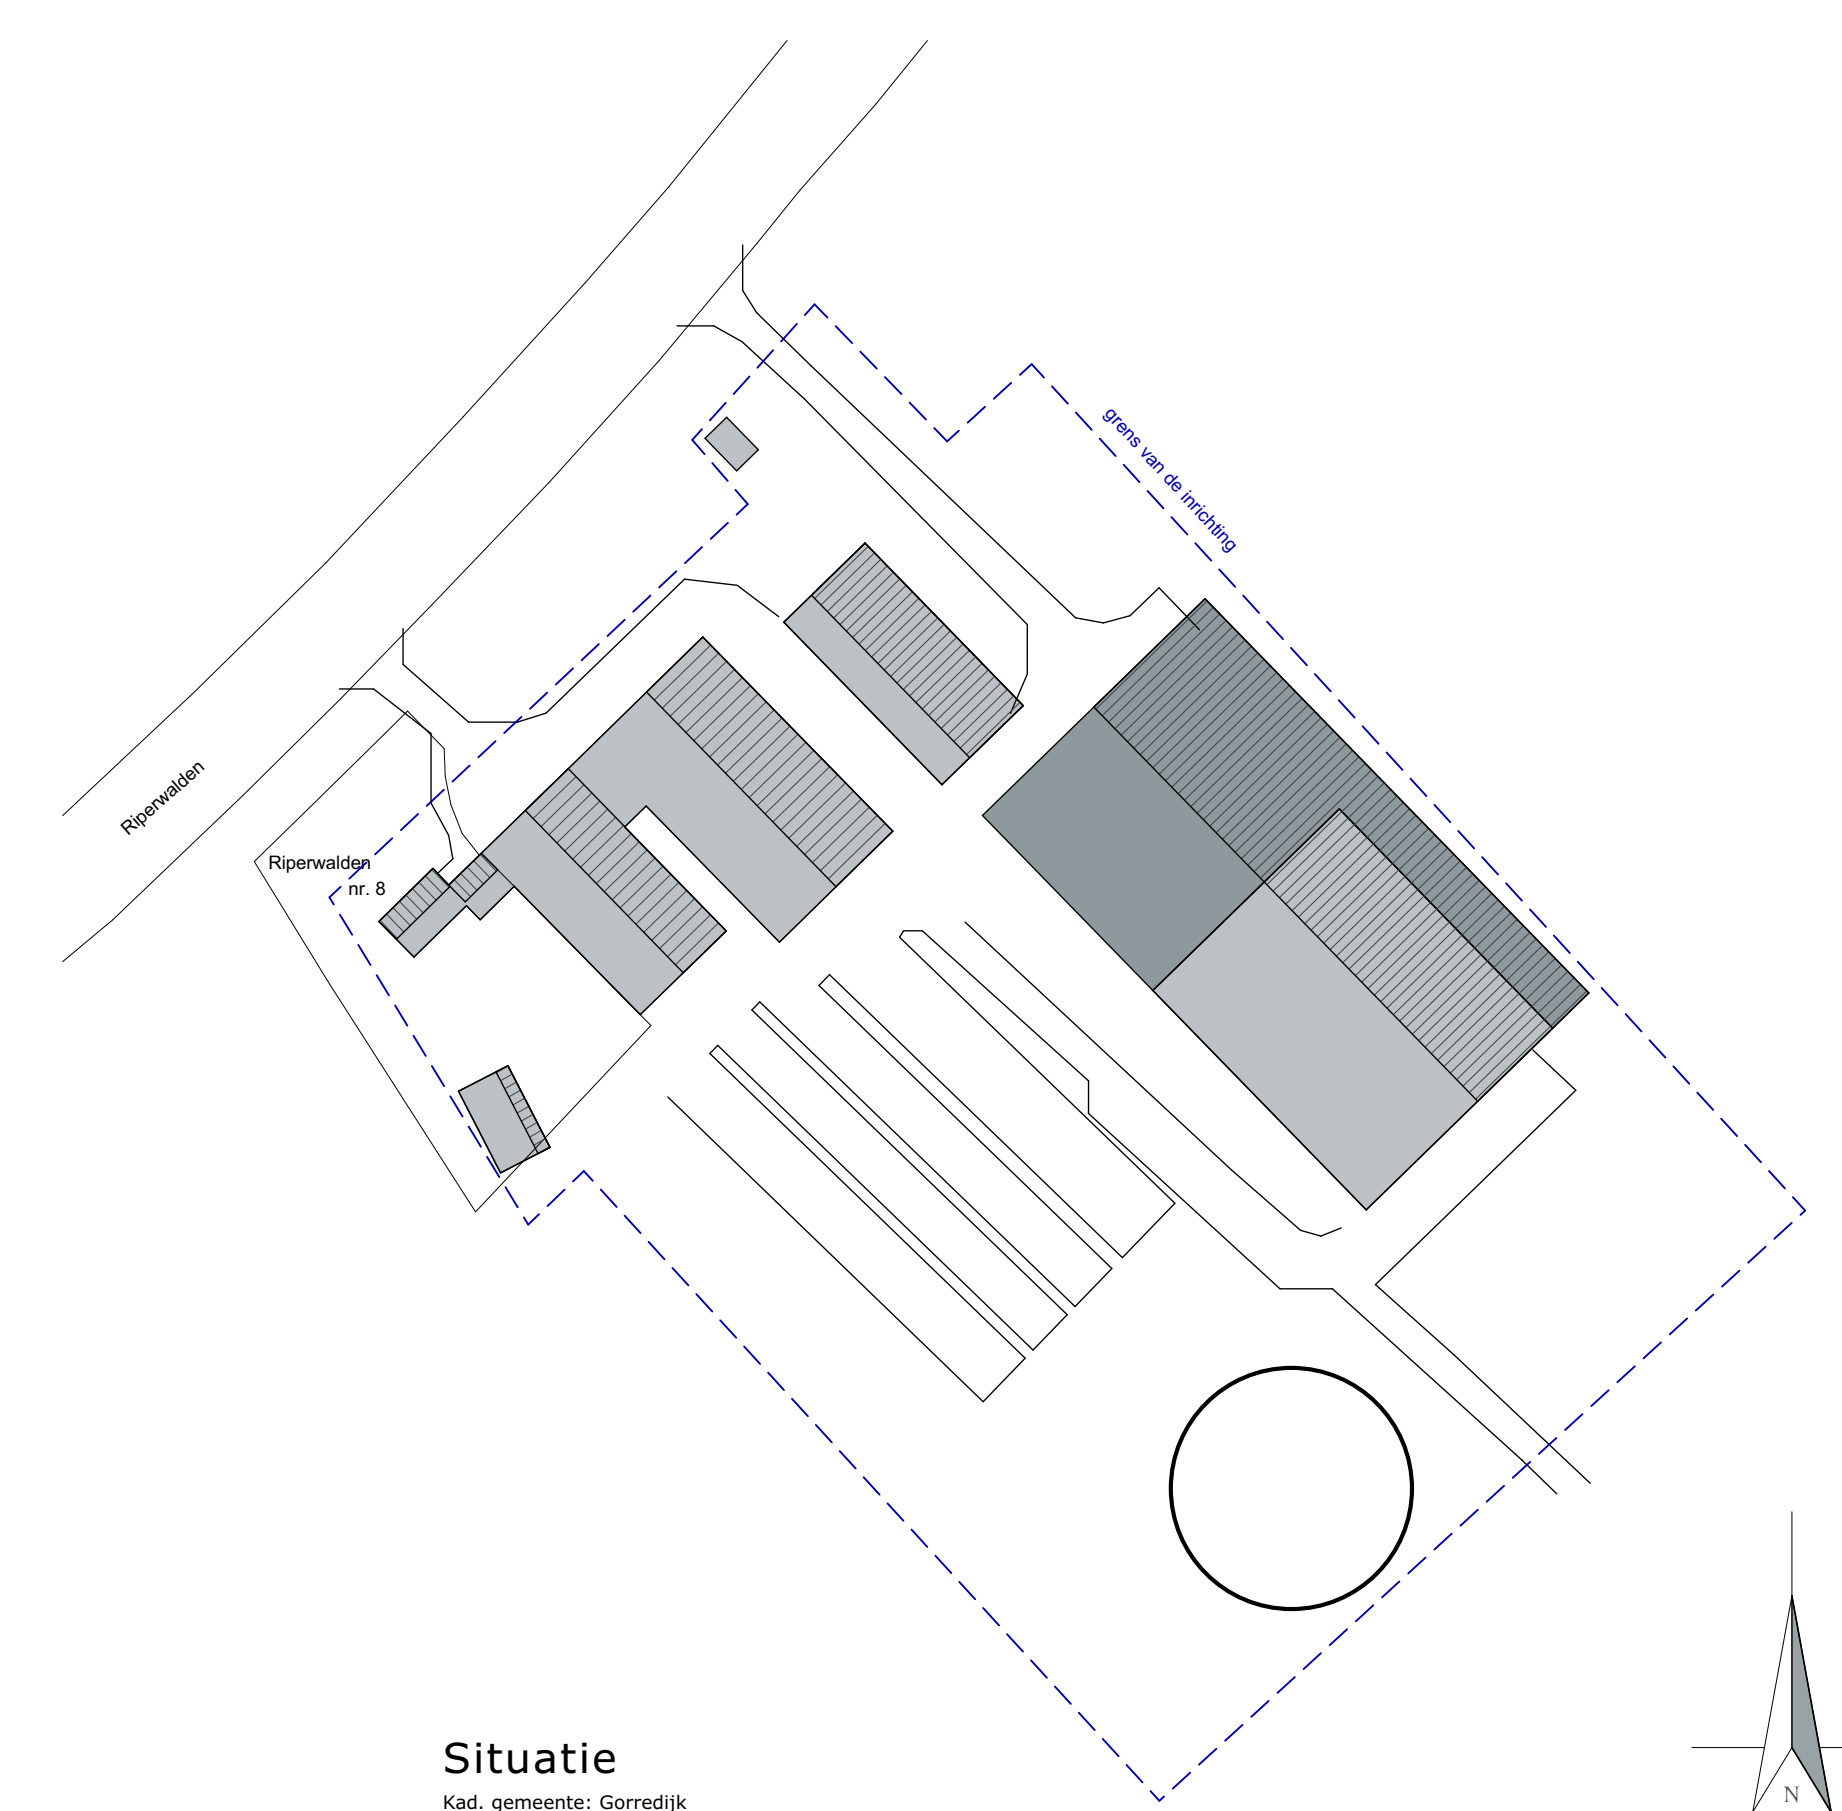 grens van de inrichting
Riperwalden
Riperwalden
nr. 8
Situatie
Kad. gemeente: Gorredijk
N